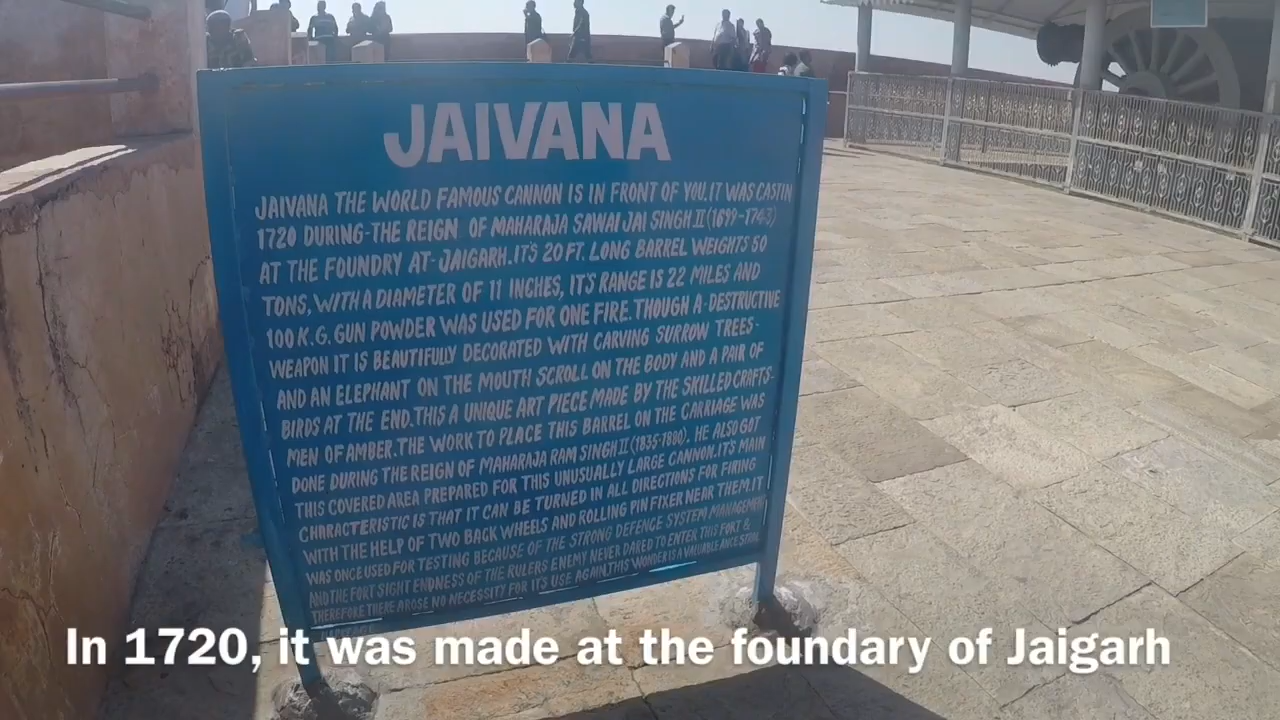 JAIVANA
JAIVANA THE WORLD FAMOUS CANNON IS IN FRONT OF YOU.IT WAS CASTIN
1720 DURING-THE REIGN OF MAHARAJA SAWAI JAI SINGH II (1699-1743)
AT THE FOUNDRY AT-JAIGARH.IT'S 20 FT. LONG BARREL WEIGHTS 50
TONS, WITH A DIAMETER OF 11 INCHES, IT'S RANGE IS 22 MILES AND
100 K.G. GUN POWDER WAS USED FOR ONE FIRE. THOUGH A-DESTRUCTIVE
WEAPON IT IS BEAUTIFULLY DECORATED WITH CARVING SURROW TREES-
AND AN ELEPHANT ON THE MOUTH SCROLL ON THE BODY AND A PAIR OF
BIRDS AT THE END.THIS A UNIQUE ART PIECE MADE BY THE SKILLED CRAFTS-
MEN OF AMBER.THE WORK TO PLACE THIS BARREL ON THE CARRIAGE WAS
DONE DURING THE REIGN OF MAHARAJA RAM SINGH II (1835-1880). HE ALSO GOT
THIS COVERED AREA PREPARED FOR THIS UNUSUALLY LARGE CANNON.IT'S MAIN
CHARACTERISTIC IS THAT IT CAN BE TURNED IN ALL DIRECTIONS FOR FIRING
WITH THE HELP OF TWO BACK WHEELS AND ROLLING PIN FIXER NEAR THEM.IT
WAS ONCE USED FOR TESTING BECAUSE OF THE STRONG DEFENCE SYSTEM MANAGEMENT
AND THE FORT SIGHT ENDNESS OF THE RULERS ENEMY NEVER DARED TO ENTER THIS FORT &
THEREFORE THERE AROSE NO NECESSITY FOR IT'S USE AGAIN.THIS WONDER IS A VALUABLE ANCESTRAL
In 1720, it was made at the foundary of Jaigarh